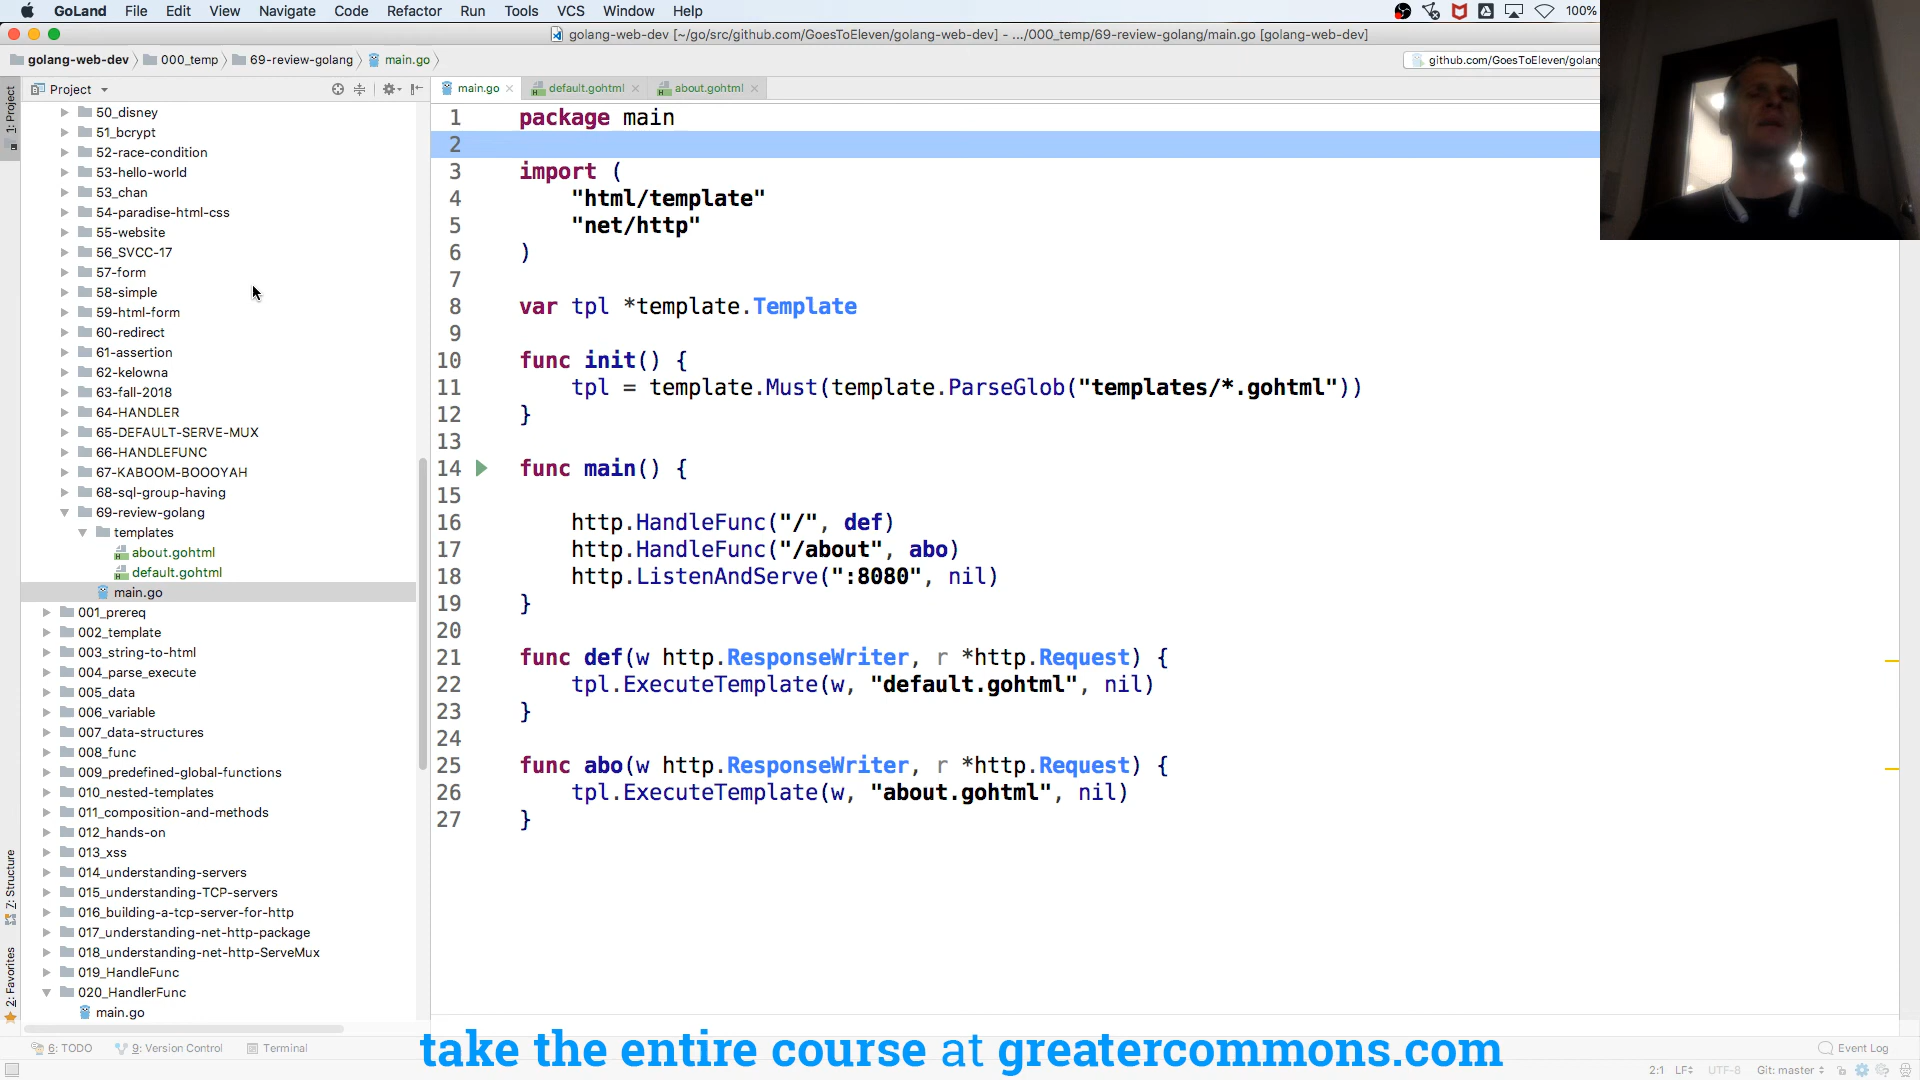 GoLand File Edit View Navigate Code Refactor Run Tools VCS Window Help 100%
golang-web-dev [~/go/src/github.com/GoesToEleven/golang-web-dev] - .../000_temp/69-review-golang/main.go [golang-web-dev]
golang-web-dev 000_temp 69-review-golang main.go github.com/GoesToEleven/golang
Project main.go default.gohtml about.gohtml
1: Project
50_disney
51_bcrypt
52-race-condition
53-hello-world
53_chan
54-paradise-html-css
55-website
56_SVCC-17
57-form
58-simple
59-html-form
60-redirect
61-assertion
62-kelowna
63-fall-2018
64-HANDLER
65-DEFAULT-SERVE-MUX
66-HANDLEFUNC
67-KABOOM-BOOOYAH
68-sql-group-having
69-review-golang
templates
about.gohtml
default.gohtml
main.go
001_prereq
002_template
003_string-to-html
004_parse_execute
005_data
006_variable
007_data-structures
008_func
009_predefined-global-functions
010_nested-templates
011_composition-and-methods
012_hands-on
013_xss
014_understanding-servers
015_understanding-TCP-servers
016_building-a-tcp-server-for-http
017_understanding-net-http-package
018_understanding-net-http-ServeMux
019_HandleFunc
020_HandlerFunc
main.go
7: Structure
2: Favorites
1 package main
2
3 import (
4 "html/template"
5 "net/http"
6 )
7
8 var tpl *template.Template
9
10 func init() {
11 tpl = template.Must(template.ParseGlob("templates/*.gohtml"))
12 }
13
14 func main() {
15
16 http.HandleFunc("/", def)
17 http.HandleFunc("/about", abo)
18 http.ListenAndServe(":8080", nil)
19 }
20
21 func def(w http.ResponseWriter, r *http.Request) {
22 tpl.ExecuteTemplate(w, "default.gohtml", nil)
23 }
24
25 func abo(w http.ResponseWriter, r *http.Request) {
26 tpl.ExecuteTemplate(w, "about.gohtml", nil)
27 }
6: TODO 9: Version Control Terminal Event Log
take the entire course at greatercommons.com
2:1 LF UTF-8 Git: master